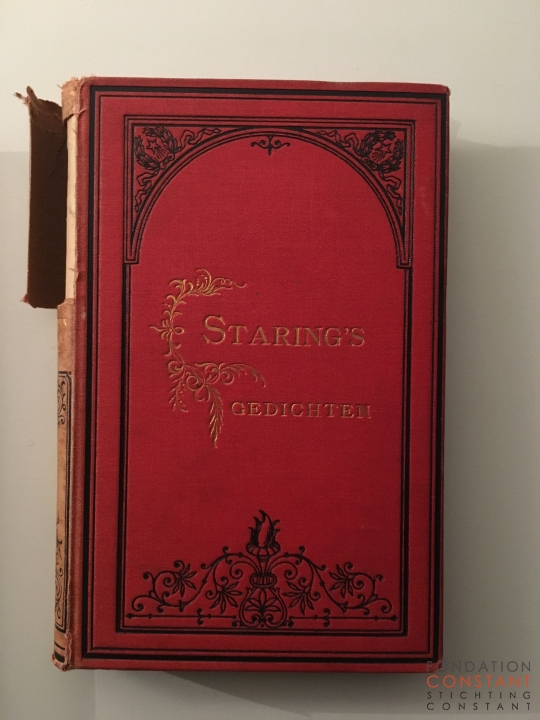 STARING'S
GEDICHTEN
FONDATION
CONSTANT
STICHTING
CONSTANT